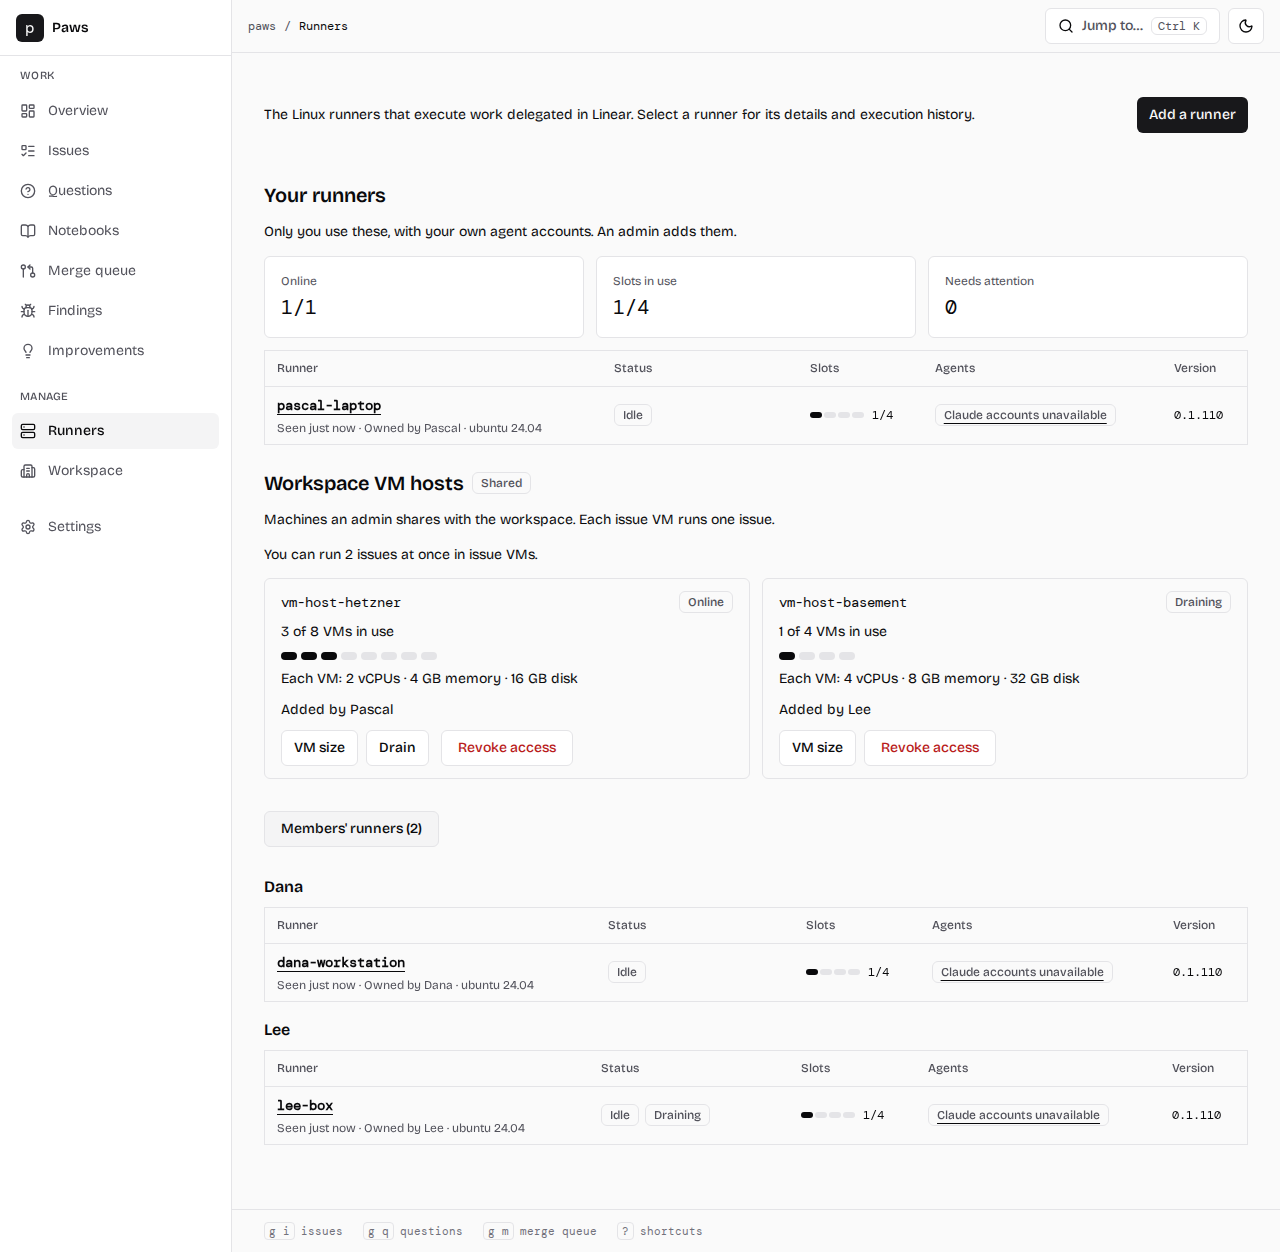 p Paws
paws / Runners
Jump to... Ctrl K
WORK
Overview
Issues
Questions
Notebooks
Merge queue
Findings
Improvements
MANAGE
Runners
Workspace
Settings
The Linux runners that execute work delegated in Linear. Select a runner for its details and execution history.
Add a runner
Your runners
Only you use these, with your own agent accounts. An admin adds them.
Online
1/1
Slots in use
1/4
Needs attention
0
Runner Status Slots Agents Version
pascal-laptop
Seen just now · Owned by Pascal · ubuntu 24.04
Idle 1/4 Claude accounts unavailable 0.1.110
Workspace VM hosts Shared
Machines an admin shares with the workspace. Each issue VM runs one issue.
You can run 2 issues at once in issue VMs.
vm-host-hetzner Online
3 of 8 VMs in use
Each VM: 2 vCPUs · 4 GB memory · 16 GB disk
Added by Pascal
VM size Drain Revoke access
vm-host-basement Draining
1 of 4 VMs in use
Each VM: 4 vCPUs · 8 GB memory · 32 GB disk
Added by Lee
VM size Revoke access
Members' runners (2)
Dana
Runner Status Slots Agents Version
dana-workstation
Seen just now · Owned by Dana · ubuntu 24.04
Idle 1/4 Claude accounts unavailable 0.1.110
Lee
Runner Status Slots Agents Version
lee-box
Seen just now · Owned by Lee · ubuntu 24.04
Idle Draining 1/4 Claude accounts unavailable 0.1.110
g i issues g q questions g m merge queue ? shortcuts